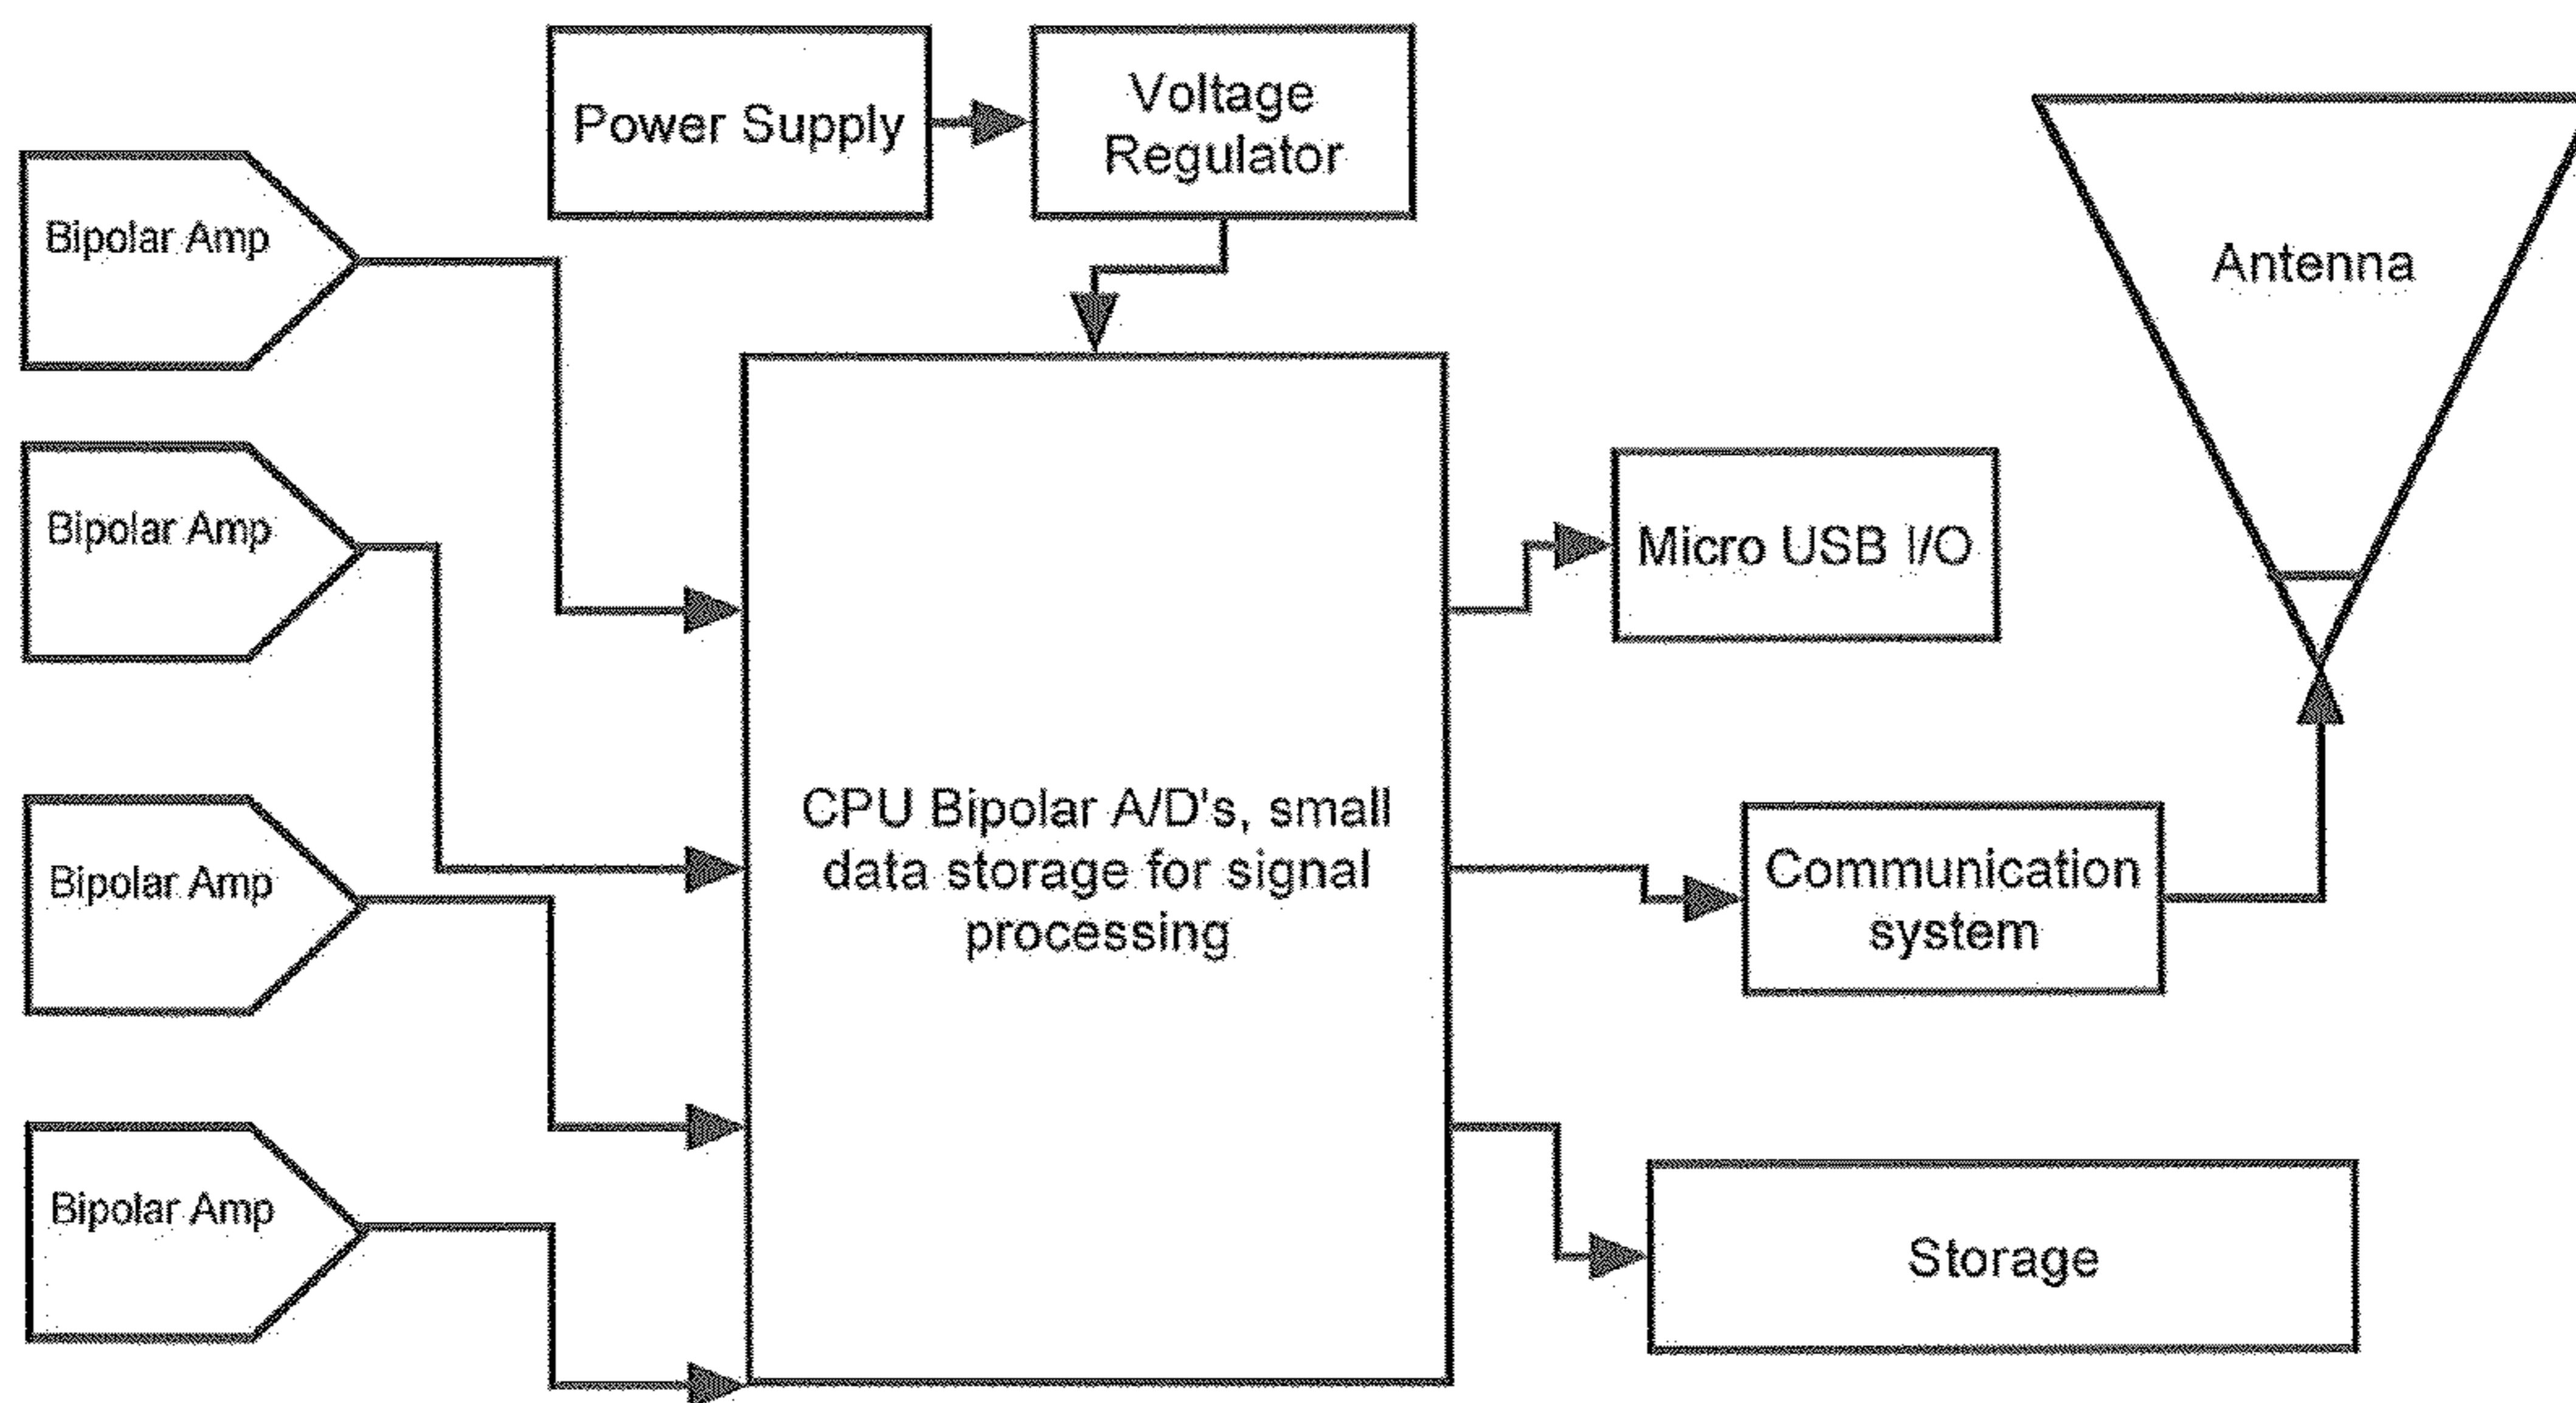 Power Supply
Voltage
Regulator
Bipolar Amp
Antenna
Bipolar Amp
Micro USB I/O
CPU Bipolar A/D's, small
data storage for signal
processing
Bipolar Amp
Communication
system
Bipolar Amp
Storage